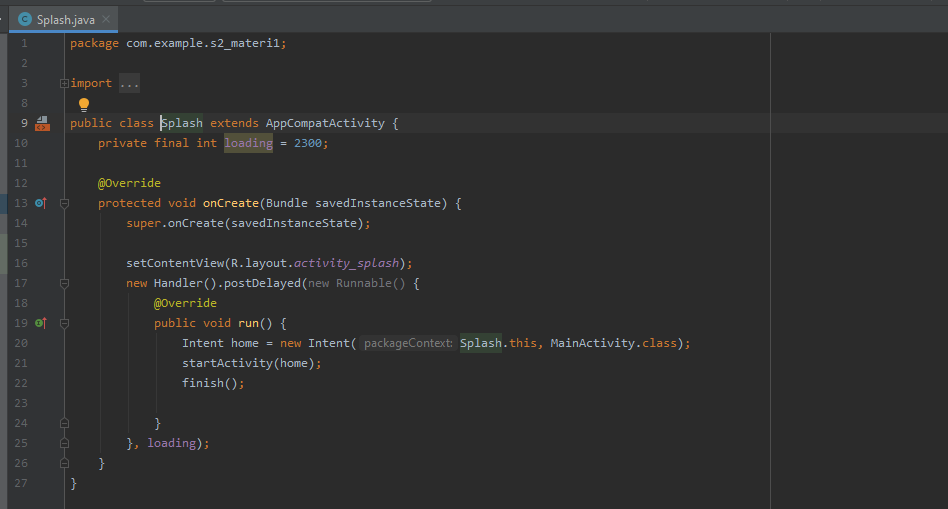 Splash.java
1 package com.example.s2_materi1;
2
3 import ...
8
9 public class Splash extends AppCompatActivity {
10 private final int loading = 2300;
11
12 @Override
13 protected void onCreate(Bundle savedInstanceState) {
14 super.onCreate(savedInstanceState);
15
16 setContentView(R.layout.activity_splash);
17 new Handler().postDelayed(new Runnable() {
18 @Override
19 public void run() {
20 Intent home = new Intent( packageContext: Splash.this, MainActivity.class);
21 startActivity(home);
22 finish();
23
24 }
25 }, loading);
26 }
27 }